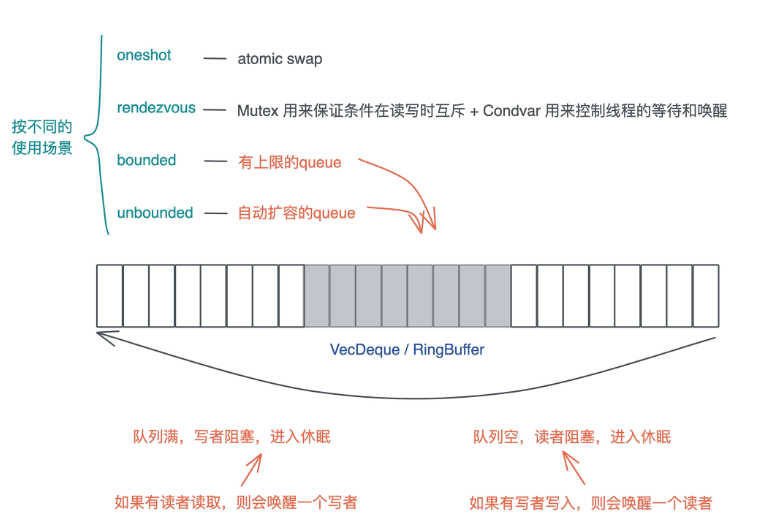 按不同的
使用场景
oneshot — atomic swap
rendezvous — Mutex 用来保证条件在读写时互斥 + Condvar 用来控制线程的等待和唤醒
bounded — 有上限的queue
unbounded — 自动扩容的queue
VecDeque / RingBuffer
队列满，写者阻塞，进入休眠
队列空，读者阻塞，进入休眠
如果有读者读取，则会唤醒一个写者
如果有写者写入，则会唤醒一个读者